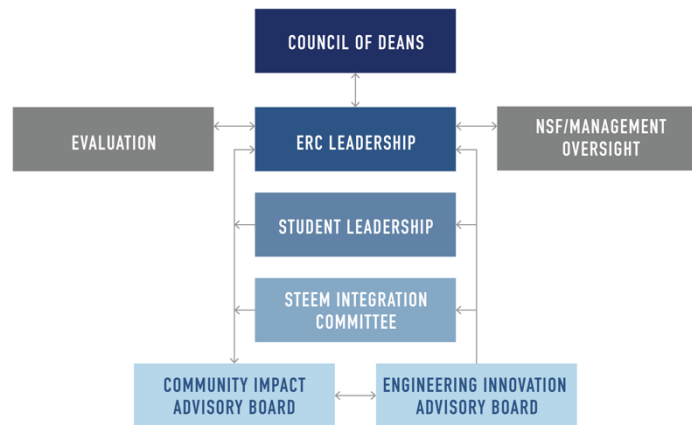 COUNCIL OF DEANS
EVALUATION
ERC LEADERSHIP
NSF/MANAGEMENT
OVERSIGHT
STUDENT LEADERSHIP
STEEM INTEGRATION
COMMITTEE
COMMUNITY IMPACT
ADVISORY BOARD
ENGINEERING INNOVATION
ADVISORY BOARD